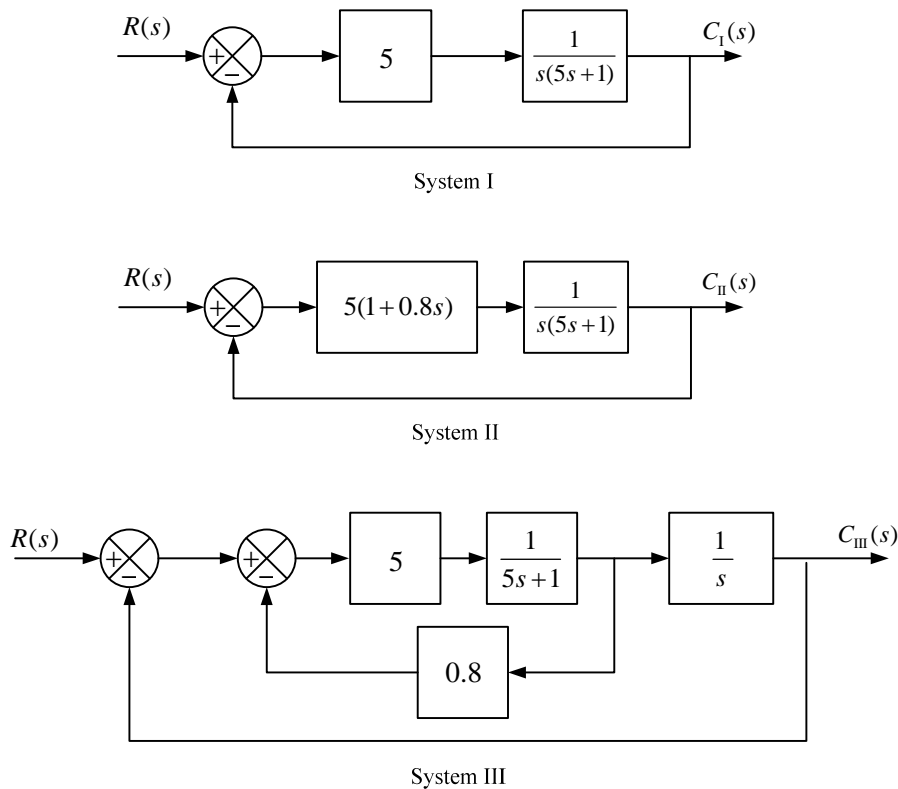 R(s)
+
−
5
1
s(5s+1)
C_I(s)
System I
R(s)
+
−
5(1+0.8s)
1
s(5s+1)
C_II(s)
System II
R(s)
+
−
+
−
5
1
5s+1
1
s
C_III(s)
0.8
System III